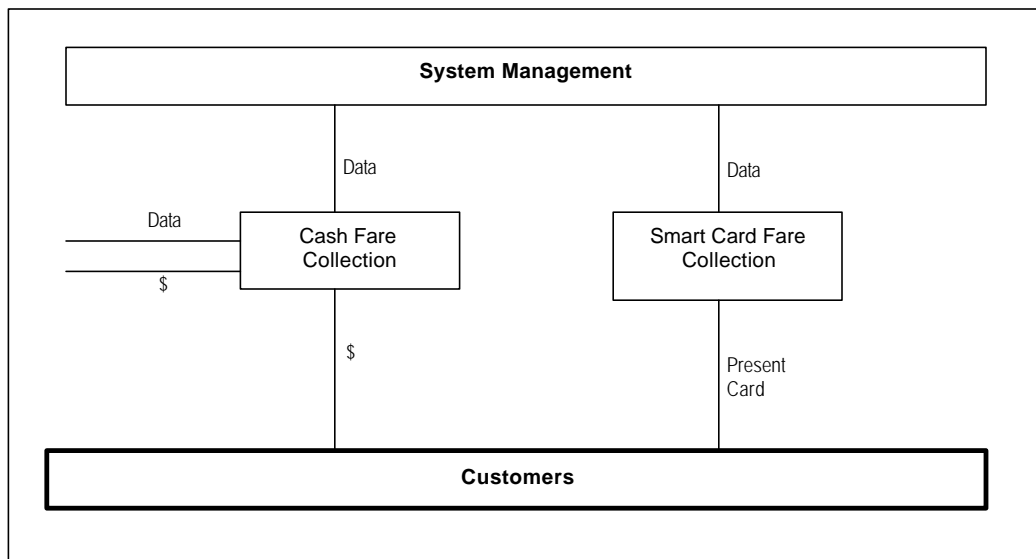 System Management
Data
Data
Data
Cash Fare
Collection
Smart Card Fare
Collection
$
$
Present
Card
Customers